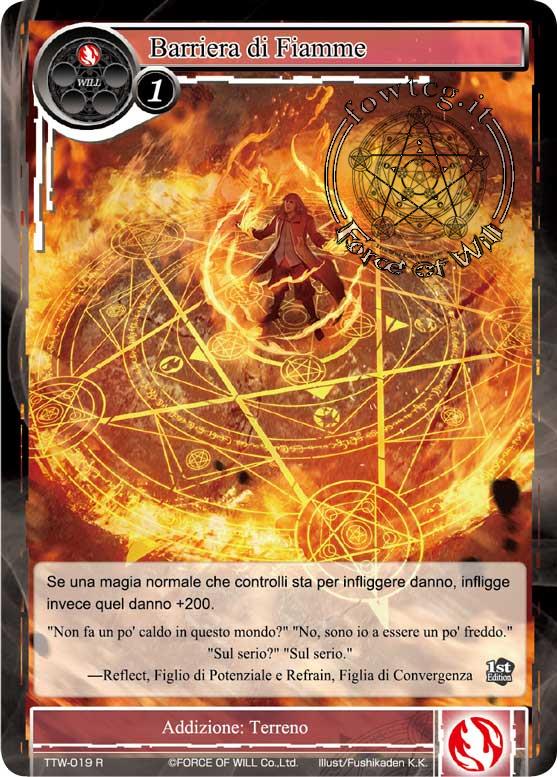 Barriera di Fiamme
WILL
1
fowtcg.it
Force of Will
Se una magia normale che controlli sta per infliggere danno, infligge
invece quel danno +200.
"Non fa un po' caldo in questo mondo?" "No, sono io a essere un po' freddo."
"Sul serio?" "Sul serio."
—Reflect, Figlio di Potenziale e Refrain, Figlia di Convergenza
1st
Edition
Addizione: Terreno
TTW-019 R ©FORCE OF WILL Co.,Ltd. Illust/Fushikaden K.K.